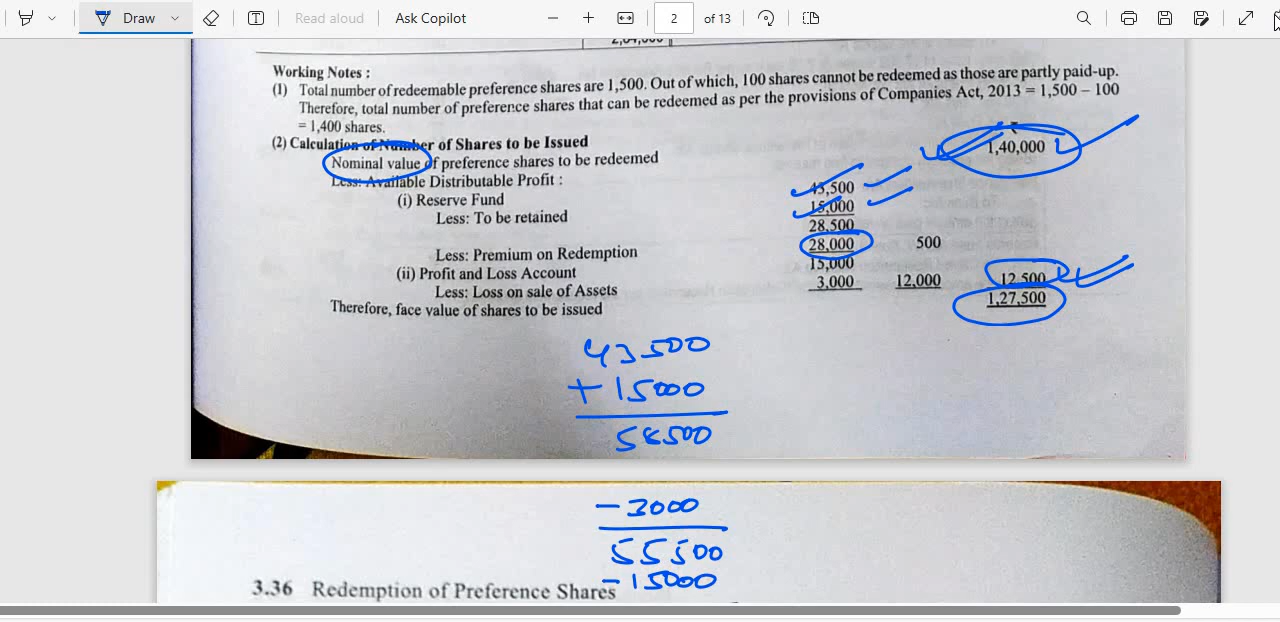 Draw Read aloud Ask Copilot 2 of 13
Working Notes :
(1) Total number of redeemable preference shares are 1,500. Out of which, 100 shares cannot be redeemed as those are partly paid-up.
Therefore, total number of preference shares that can be redeemed as per the provisions of Companies Act, 2013 = 1,500 – 100
= 1,400 shares.
(2) Calculation of Number of Shares to be Issued ₹
Nominal value of preference shares to be redeemed 1,40,000
Less: Available Distributable Profit :
(i) Reserve Fund 43,500
Less: To be retained 15,000
28,500
Less: Premium on Redemption 28,000 500
(ii) Profit and Loss Account 15,000
Less: Loss on sale of Assets 3,000 12,000 12,500
Therefore, face value of shares to be issued 1,27,500
43500
+ 15000
58500
- 3000
55500
- 15000
3.36 Redemption of Preference Shares